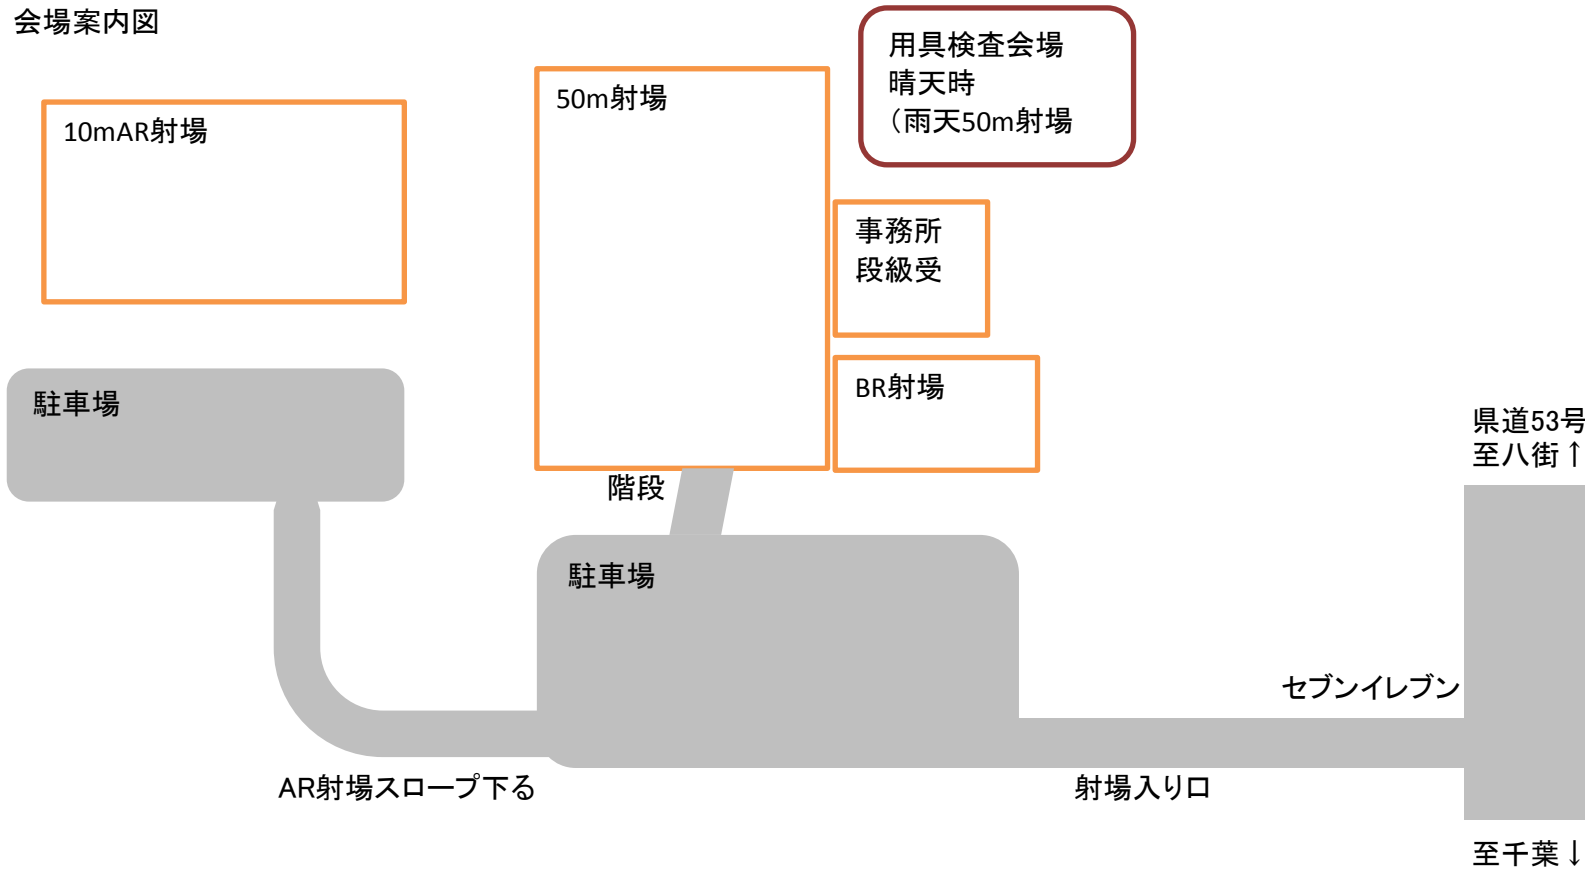 会場案内図
用具検査会場
晴天時
（雨天50m射場
50m射場
10mAR射場
事務所
段級受
BR射場
駐車場
県道53号
至八街↑
階段
駐車場
セブンイレブン
AR射場スロープ下る
射場入り口
至千葉↓